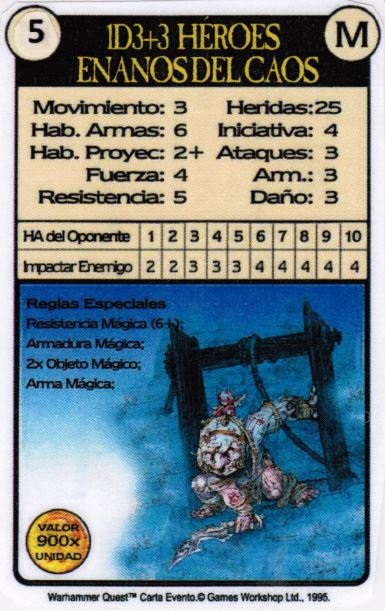 5
M
1D3+3 HÉROES
ENANOS DEL CAOS
Movimiento: 3 Heridas:25
Hab. Armas: 6 Iniciativa: 4
Hab. Proyec: 2+ Ataques: 3
Fuerza: 4 Arm.: 3
Resistencia: 5 Daño: 3
HA del Oponente 1 2 3 4 5 6 7 8 9 10
Impactar Enemigo 2 2 3 3 3 4 4 4 4 4
Reglas Especiales
Resistencia Mágica (6+);
Armadura Mágica;
2x Objeto Mágico;
Arma Mágica;
VALOR
900x
UNIDAD
Warhammer Quest™ Carta Evento.© Games Workshop Ltd., 1995.